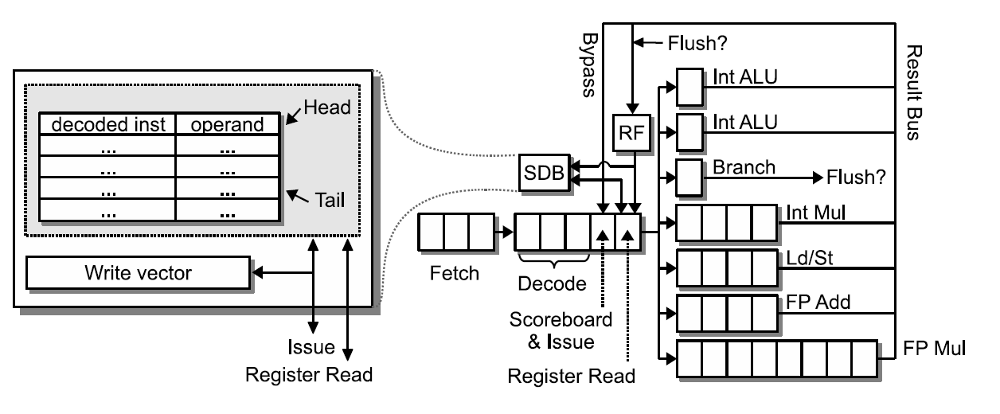 decoded inst operand
... ...
... ...
... ...
... ...
Head
Tail
Write vector
Issue
Register Read
SDB
Fetch
Decode
Scoreboard
& Issue
Register Read
Bypass
Flush?
RF
Int ALU
Int ALU
Branch
Flush?
Int Mul
Ld/St
FP Add
FP Mul
Result Bus